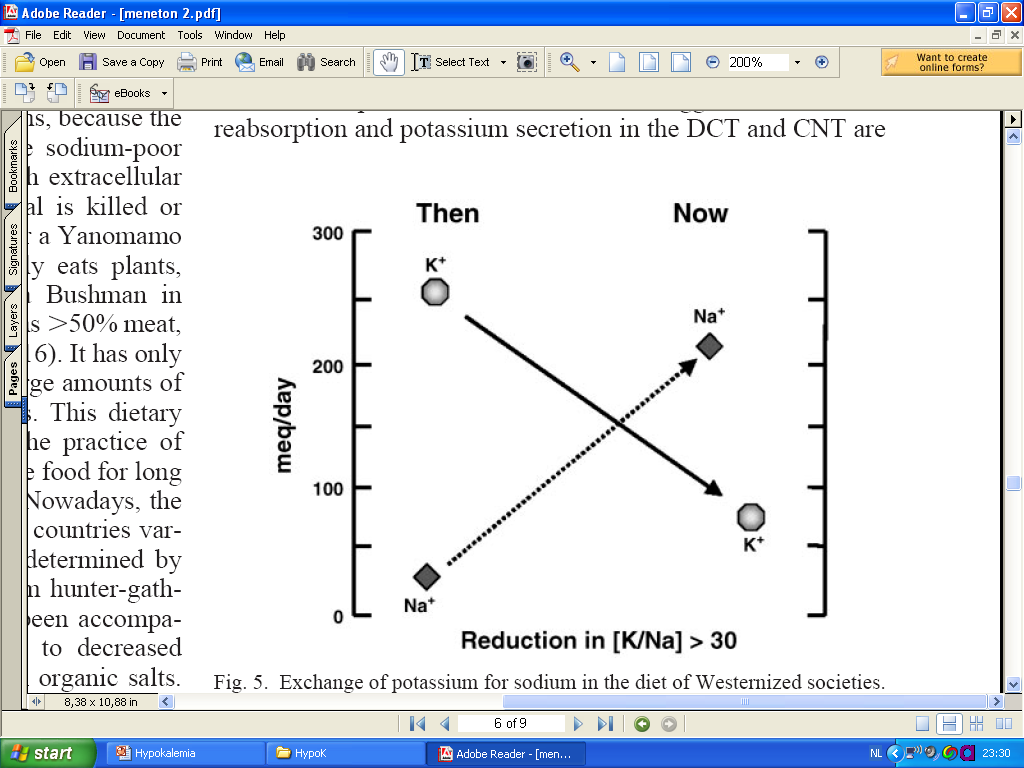 Adobe Reader - [meneton 2.pdf]
File Edit View Document Tools Window Help
Open Save a Copy Print Email Search Select Text 200% Want to create
online forms?
eBooks
Bookmarks
Signatures
Layers
Pages
because the
sodium-poor
extracellular
is killed or
a Yanomamo
eats plants,
Bushman in
>50% meat,
16). It has only
amounts of
This dietary
practice of
food for long
Nowadays, the
countries var-
determined by
hunter-gath-
been accompa-
to decreased
organic salts.
reabsorption and potassium secretion in the DCT and CNT are
Then Now
300
K+
Na+
200
meq/day
100
K+
Na+
0
Reduction in [K/Na] > 30
Fig. 5. Exchange of potassium for sodium in the diet of Westernized societies.
8,38 x 10,88 in
6 of 9
start Hypokalemia HypoK Adobe Reader - [men... NL 23:30